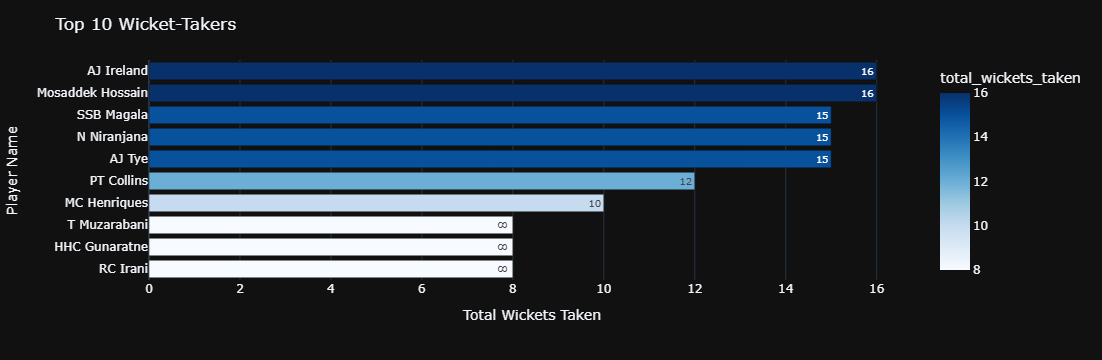 Top 10 Wicket-Takers
Player Name
AJ Ireland 16
Mosaddek Hossain 16
SSB Magala 15
N Niranjana 15
AJ Tye 15
PT Collins 12
MC Henriques 10
T Muzarabani 8
HHC Gunaratne 8
RC Irani 8
0 2 4 6 8 10 12 14 16
Total Wickets Taken
total_wickets_taken
16
14
12
10
8